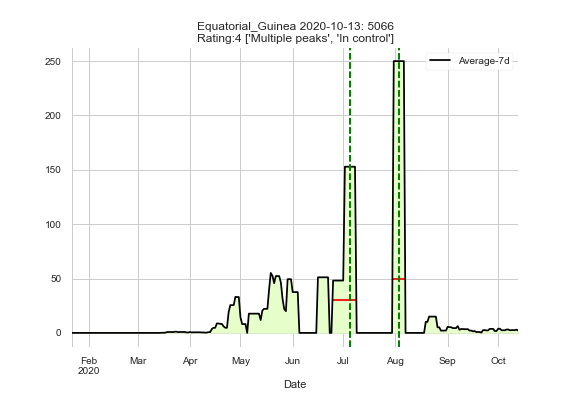 Equatorial_Guinea 2020-10-13: 5066
Rating:4 ['Multiple peaks', 'In control']
Average-7d
250
200
150
100
50
0
Feb Mar Apr May Jun Jul Aug Sep Oct
2020
Date